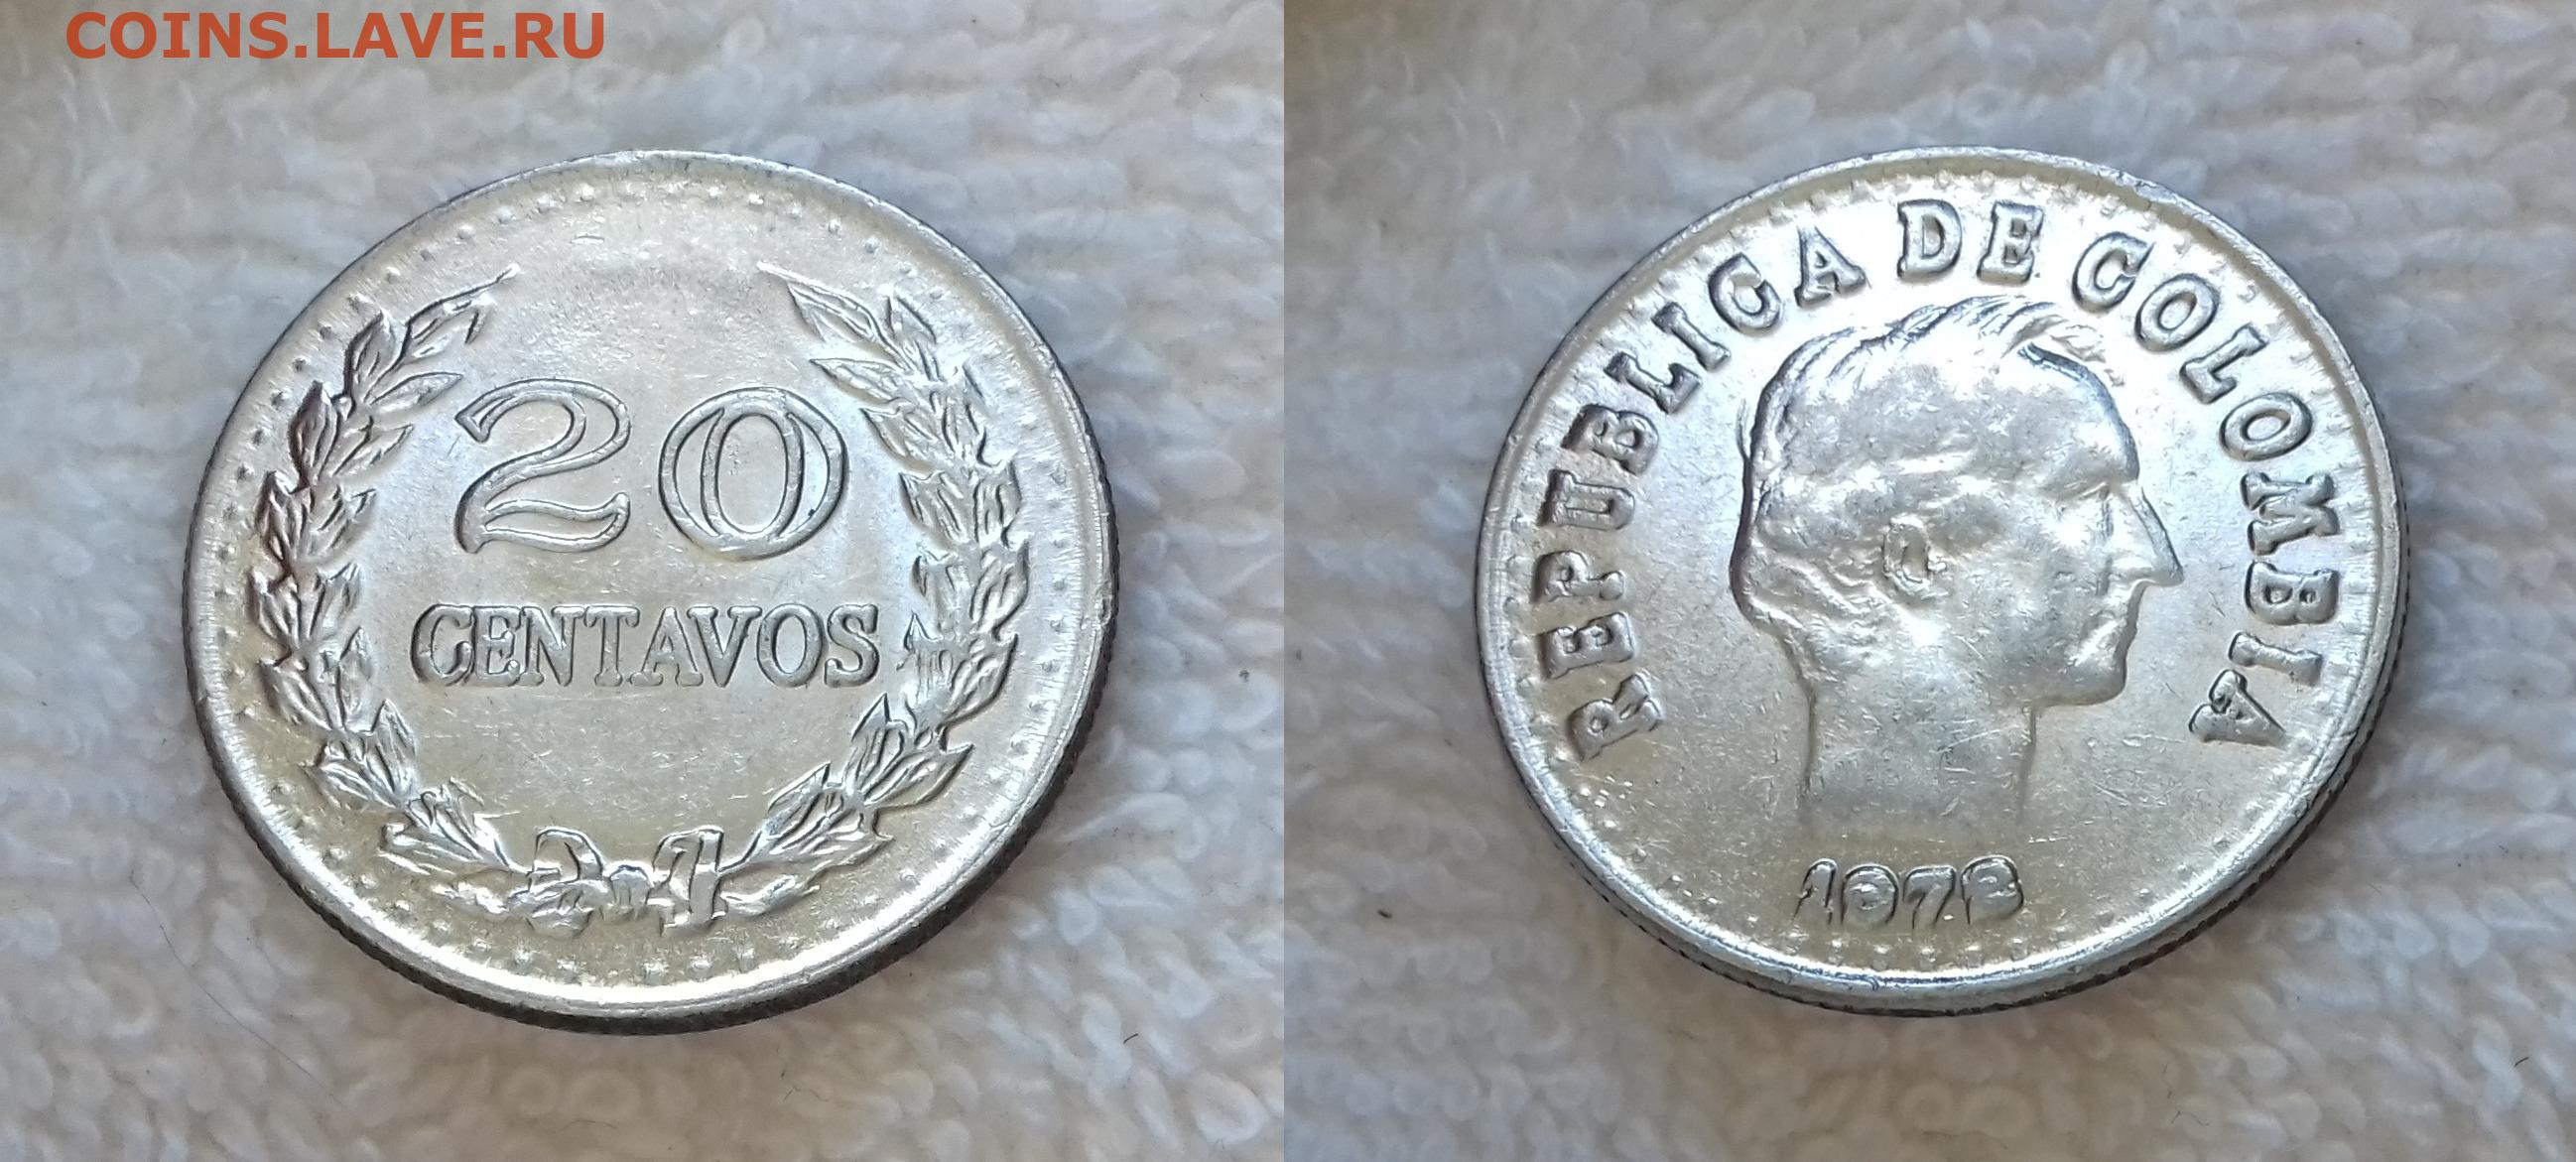 COINS.LAVE.RU
20
CENTAVOS
REPUBLICA DE COLOMBIA